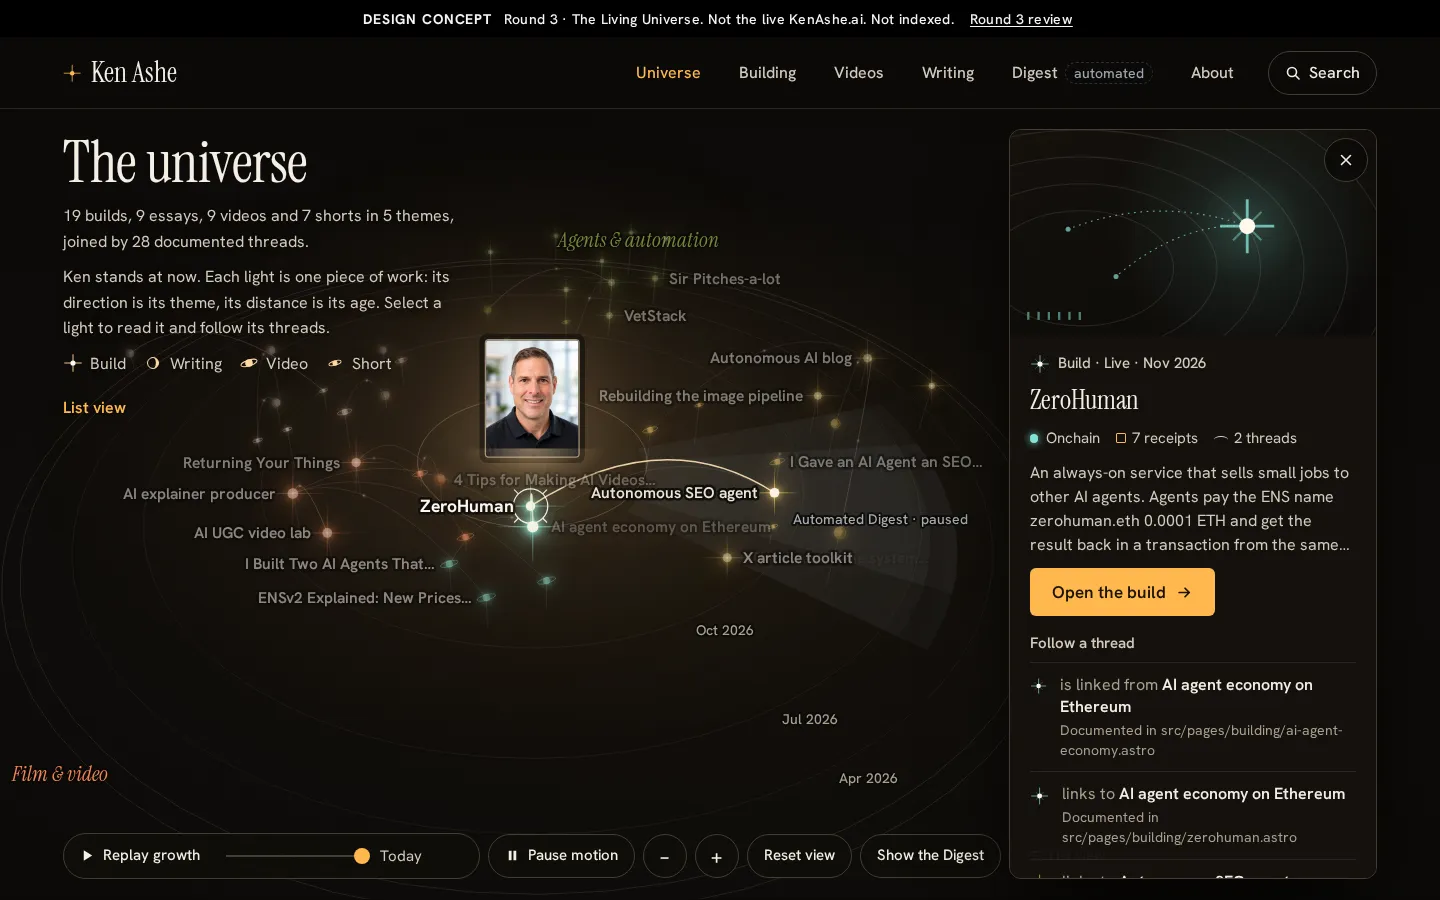 DESIGN CONCEPT Round 3 · The Living Universe. Not the live KenAshe.ai. Not indexed. Round 3 review
Ken Ashe
Universe Building Videos Writing Digest automated About Search
The universe
19 builds, 9 essays, 9 videos and 7 shorts in 5 themes,
joined by 28 documented threads.
Ken stands at now. Each light is one piece of work: its
direction is its theme, its distance is its age. Select a
light to read it and follow its threads.
Build Writing Video Short
List view
Agents & automation
Sir Pitches-a-lot
VetStack
Autonomous AI blog
Rebuilding the image pipeline
Returning Your Things
I Gave an AI Agent an SEO…
4 Tips for Making AI Videos…
AI explainer producer
Autonomous SEO agent
ZeroHuman
Automated Digest · paused
AI agent economy on Ethereum
AI UGC video lab
X article toolkit
I Built Two AI Agents That…
ENSv2 Explained: New Prices…
Oct 2026
Jul 2026
Film & video
Apr 2026
Replay growth Today Pause motion – + Reset view Show the Digest
Build · Live · Nov 2026
ZeroHuman
Onchain 7 receipts 2 threads
An always-on service that sells small jobs to
other AI agents. Agents pay the ENS name
zerohuman.eth 0.0001 ETH and get the
result back in a transaction from the same…
Open the build →
Follow a thread
is linked from AI agent economy on
Ethereum
Documented in src/pages/building/ai-agent-
economy.astro
links to AI agent economy on Ethereum
Documented in
src/pages/building/zerohuman.astro